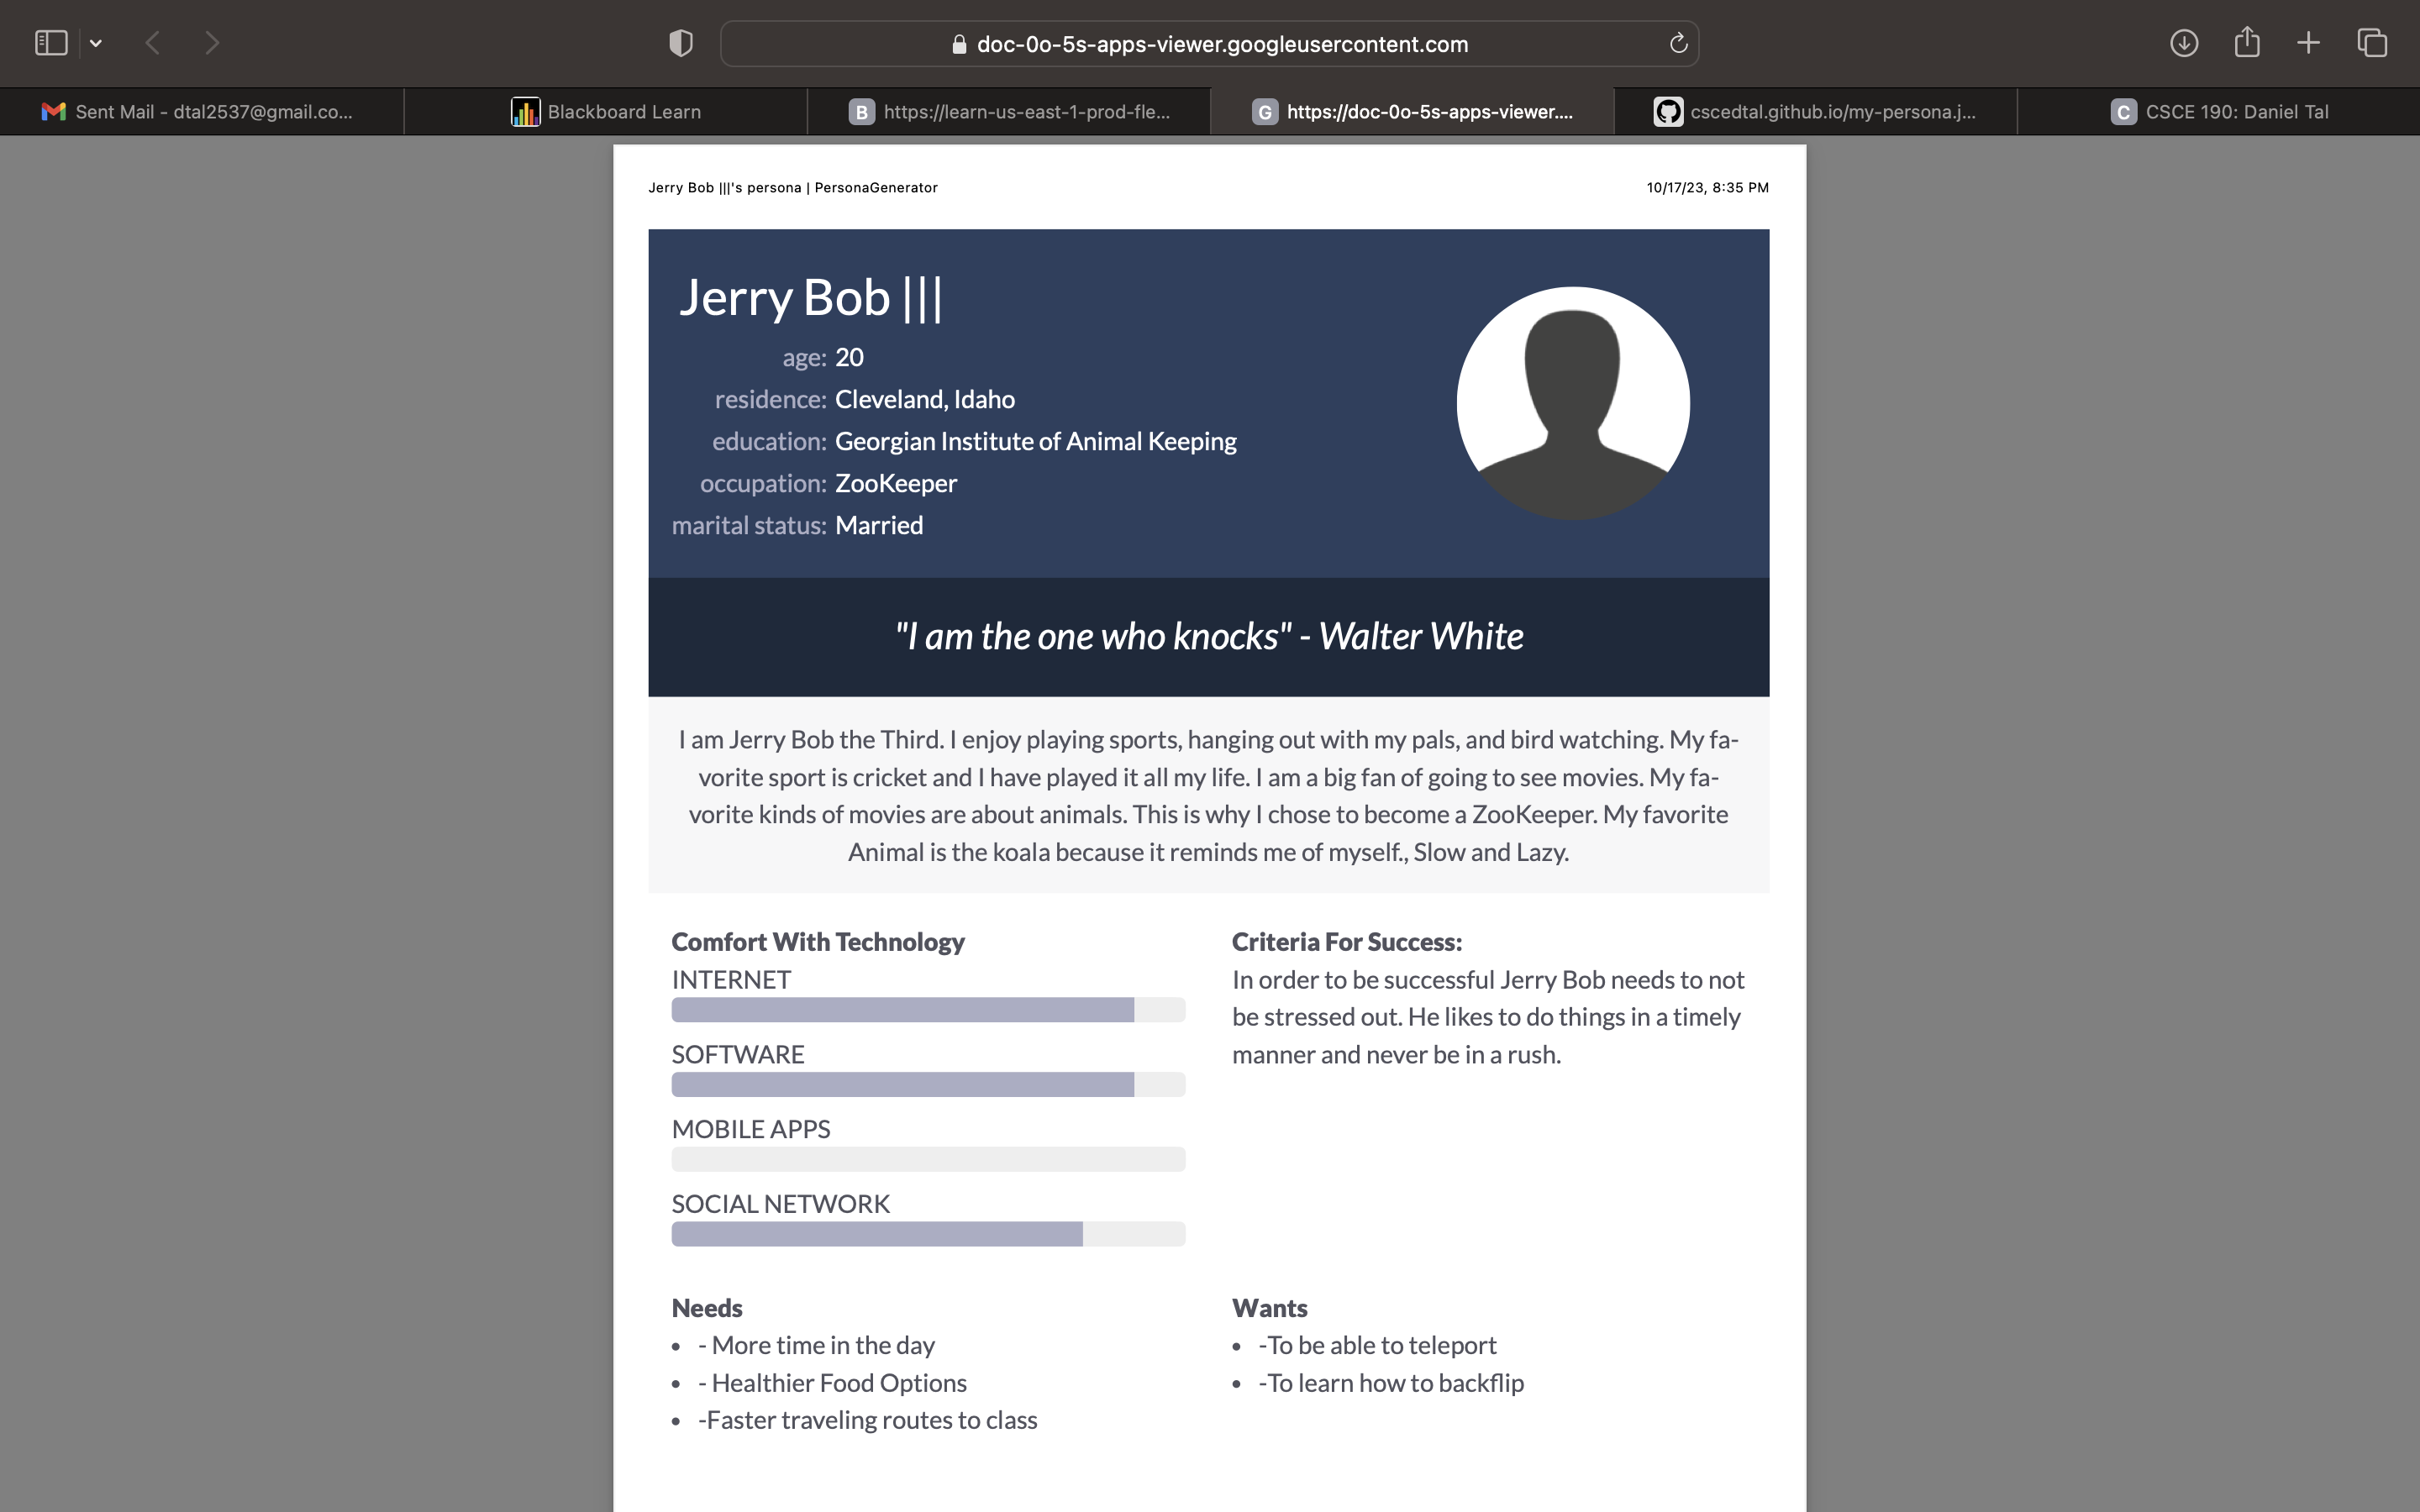 doc-0o-5s-apps-viewer.googleusercontent.com
Sent Mail - dtal2537@gmail.co...
Blackboard Learn
B https://learn-us-east-1-prod-fle...
G https://doc-0o-5s-apps-viewer....
cscedtal.github.io/my-persona.j...
C CSCE 190: Daniel Tal
Jerry Bob |||'s persona | PersonaGenerator
10/17/23, 8:35 PM
Jerry Bob |||
age: 20
residence: Cleveland, Idaho
education: Georgian Institute of Animal Keeping
occupation: ZooKeeper
marital status: Married
"I am the one who knocks" - Walter White
I am Jerry Bob the Third. I enjoy playing sports, hanging out with my pals, and bird watching. My fa-
vorite sport is cricket and I have played it all my life. I am a big fan of going to see movies. My fa-
vorite kinds of movies are about animals. This is why I chose to become a ZooKeeper. My favorite
Animal is the koala because it reminds me of myself., Slow and Lazy.
Comfort With Technology
INTERNET
SOFTWARE
MOBILE APPS
SOCIAL NETWORK
Criteria For Success:
In order to be successful Jerry Bob needs to not
be stressed out. He likes to do things in a timely
manner and never be in a rush.
Needs
• - More time in the day
• - Healthier Food Options
• -Faster traveling routes to class
Wants
• -To be able to teleport
• -To learn how to backflip